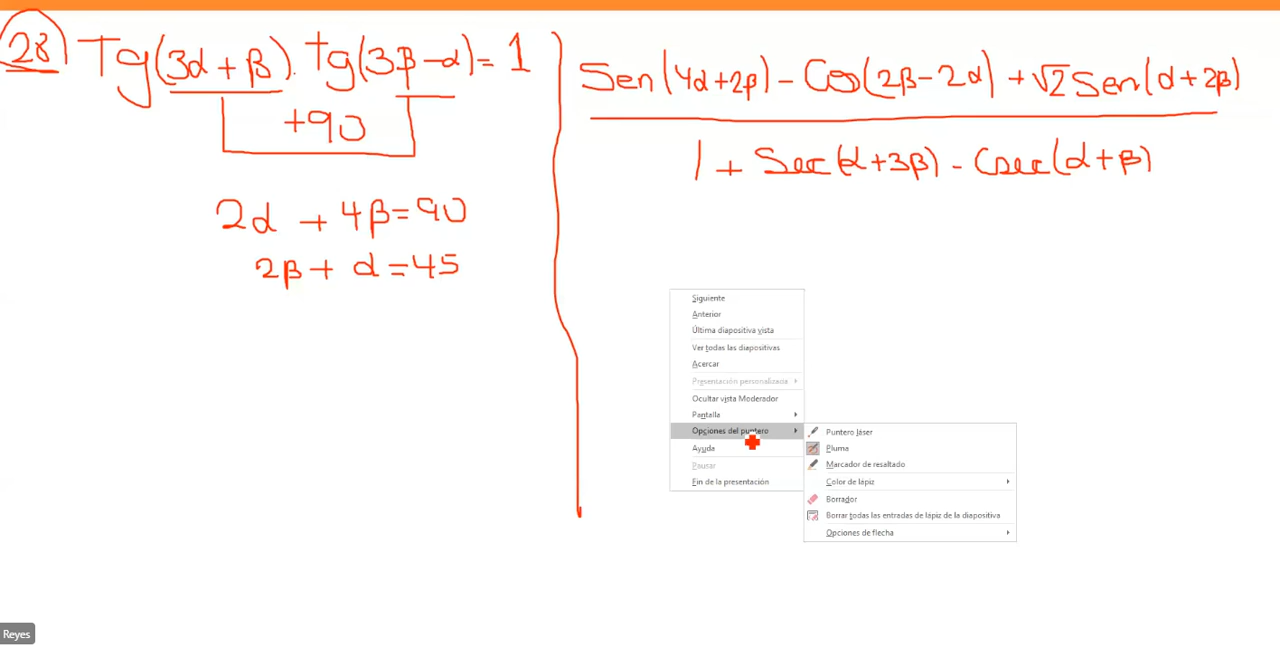 28 Tg(3α + β). tg(3β-α) = 1
+90
2α + 4β = 90
2β + α = 45
Sen(4α+2β) - Cos(2β-2α) + √2 Sen(α+2β)
1 + Sec(α+3β) - Csec(α+β)
Siguiente
Anterior
Última diapositiva vista
Ver todas las diapositivas
Acercar
Presentación personalizada
Ocultar vista Moderador
Pantalla
Opciones del puntero
Ayuda
Pausar
Fin de la presentación
Puntero láser
Pluma
Marcador de resaltado
Color de lápiz
Borrador
Borrar todas las entradas de lápiz de la diapositiva
Opciones de flecha
Reyes